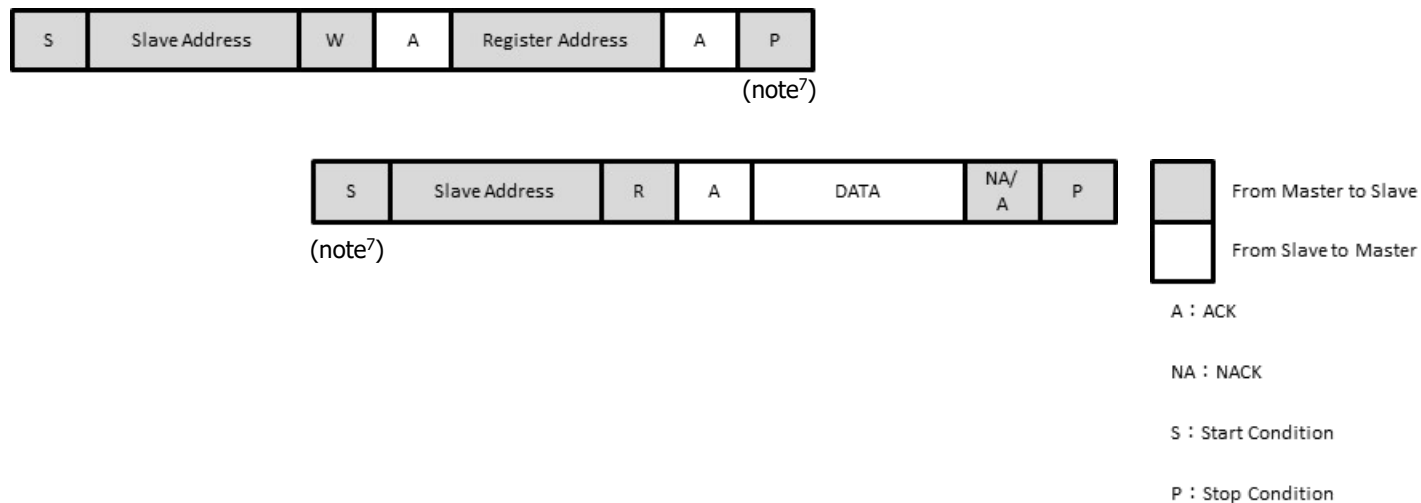 S Slave Address W A Register Address A P
(note⁷)
S Slave Address R A DATA NA/
A P
(note⁷)
From Master to Slave
From Slave to Master
A：ACK
NA：NACK
S：Start Condition
P：Stop Condition